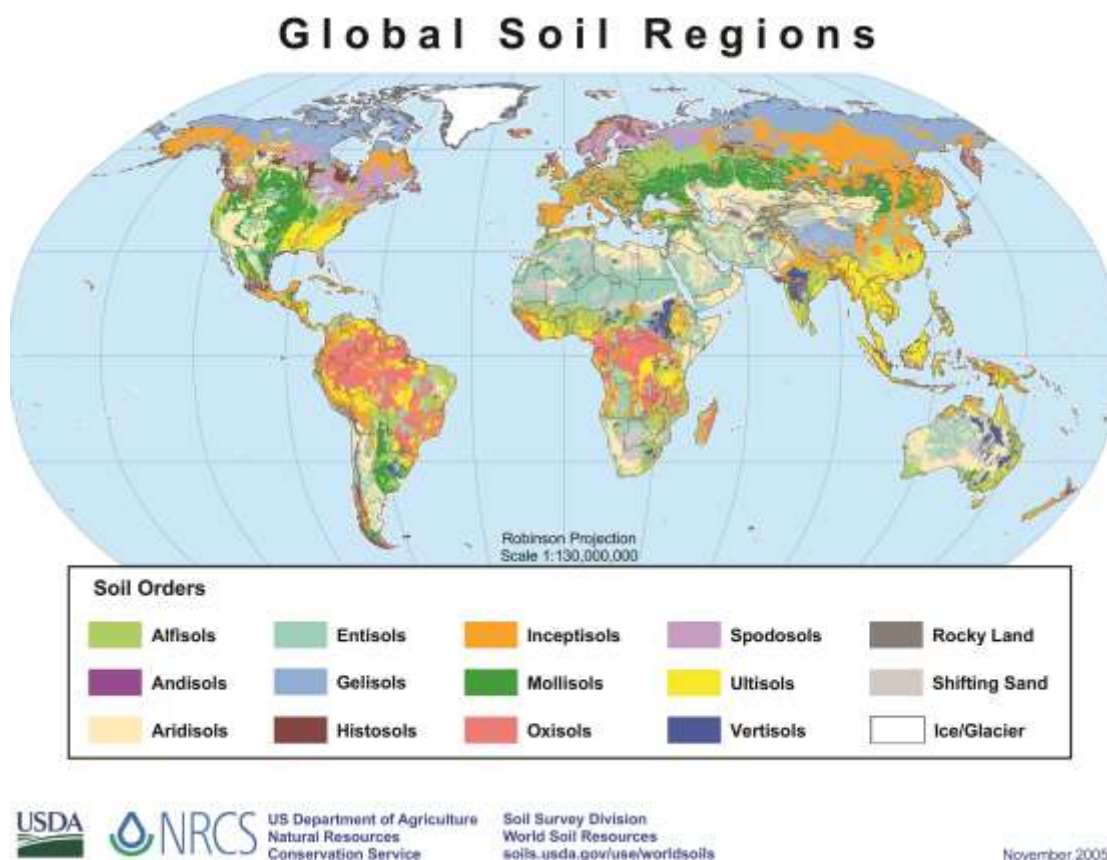 Global Soil Regions
Robinson Projection
Scale 1:130,000,000
Soil Orders
Alfisols
Entisols
Inceptisols
Spodosols
Rocky Land
Andisols
Gelisols
Mollisols
Ultisols
Shifting Sand
Aridisols
Histosols
Oxisols
Vertisols
Ice/Glacier
USDA
NRCS
US Department of Agriculture
Natural Resources
Conservation Service
Soil Survey Division
World Soil Resources
soils.usda.gov/use/worldsoils
November 2005